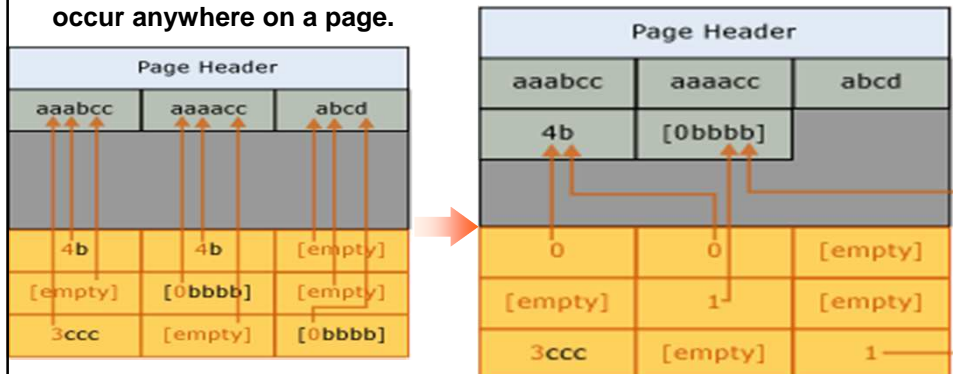 occur anywhere on a page.
Page Header
aaabcc aaaacc abcd
4b 4b [empty]
[empty] [0bbbb] [empty]
3ccc [empty] [0bbbb]
Page Header
aaabcc aaaacc abcd
4b [0bbbb]
0 0 [empty]
[empty] 1 [empty]
3ccc [empty] 1